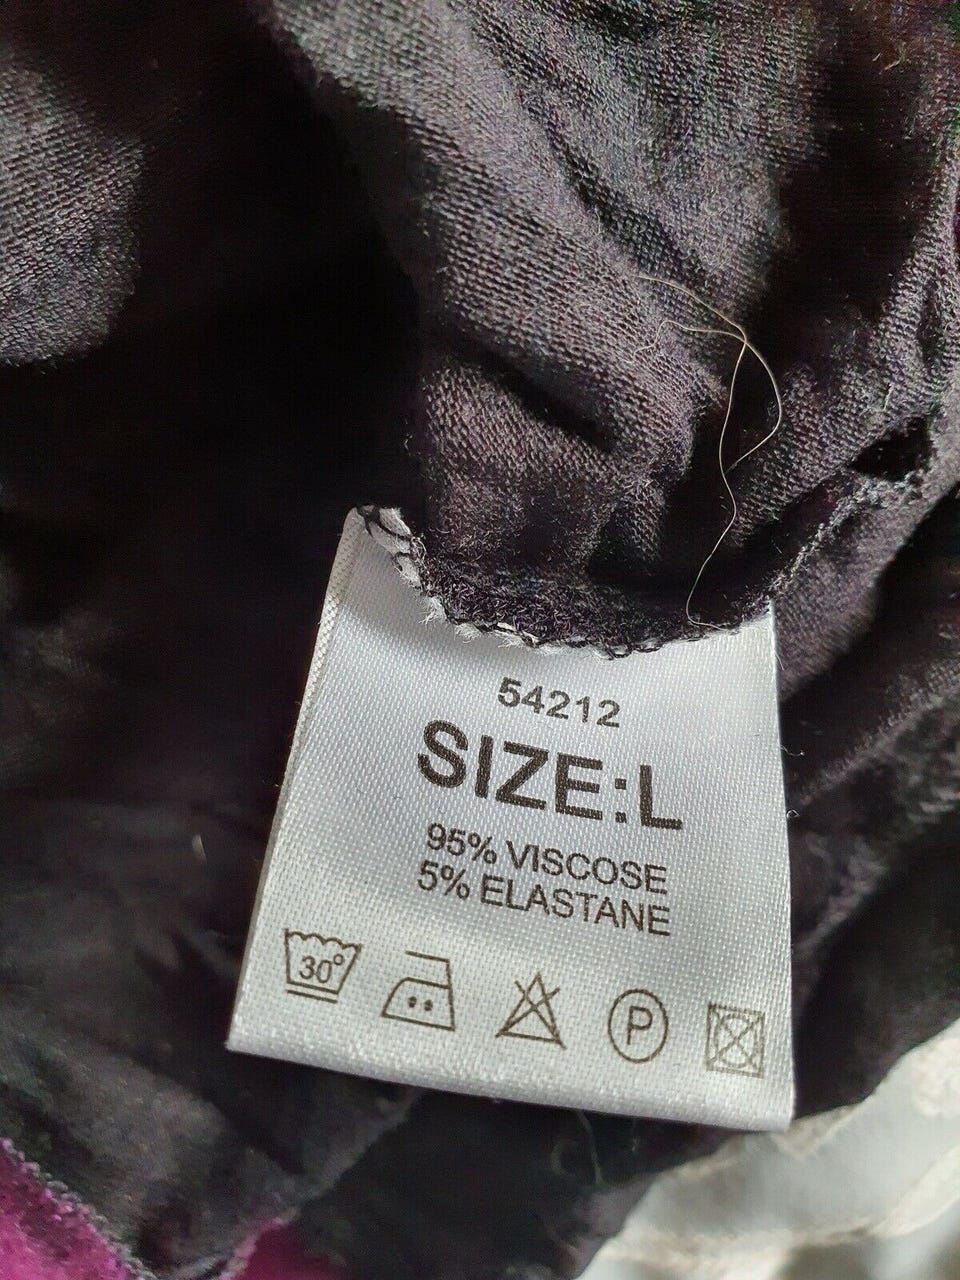 54212
SIZE:L
95% VISCOSE
5% ELASTANE
30° P